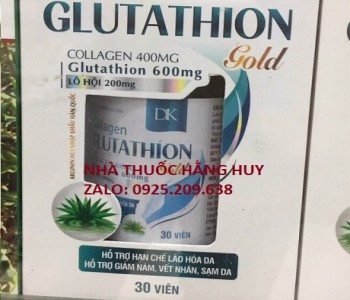 GLUTATHION
Gold
COLLAGEN 400MG
Glutathion 600mg
LÔ HỘI 200mg
DK
Collagen
GLUTATHION
NHÀ THUỐC HẰNG HUY
ZALO: 0925.209.638
30 VIÊN
HỖ TRỢ HẠN CHẾ LÃO HÓA DA
HỖ TRỢ GIẢM NÁM, VẾT NHĂN, SẠM DA
30 VIÊN